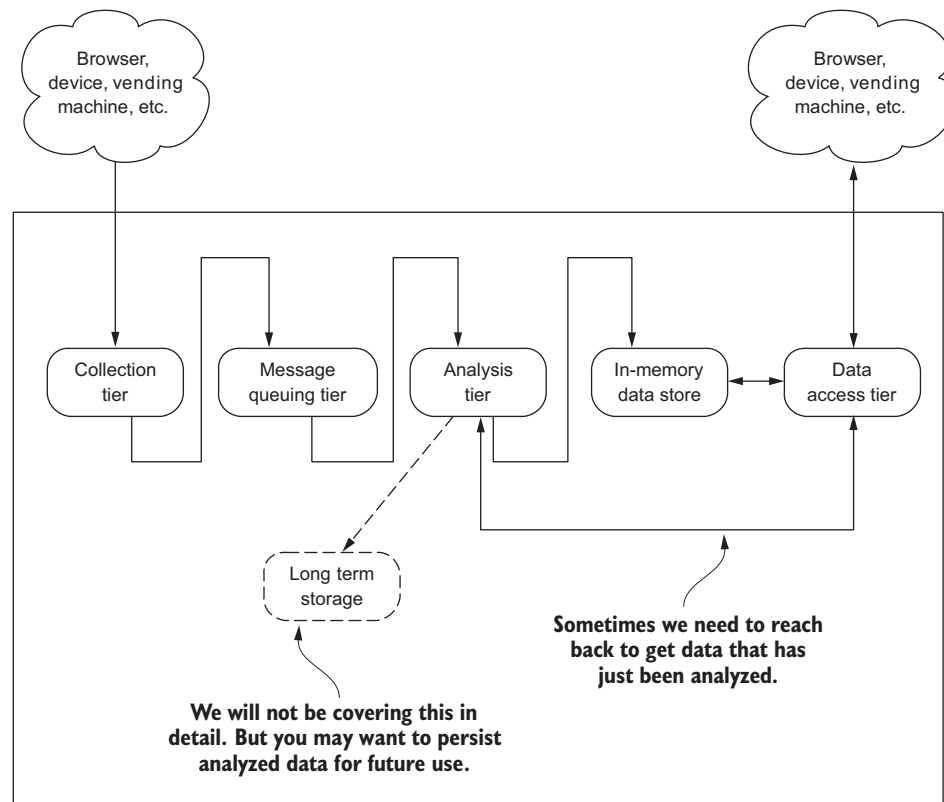 Browser,
device, vending
machine, etc.
Browser,
device, vending
machine, etc.
Collection
tier
Message
queuing tier
Analysis
tier
In-memory
data store
Data
access tier
Long term
storage
Sometimes we need to reach
back to get data that has
just been analyzed.
We will not be covering this in
detail. But you may want to persist
analyzed data for future use.